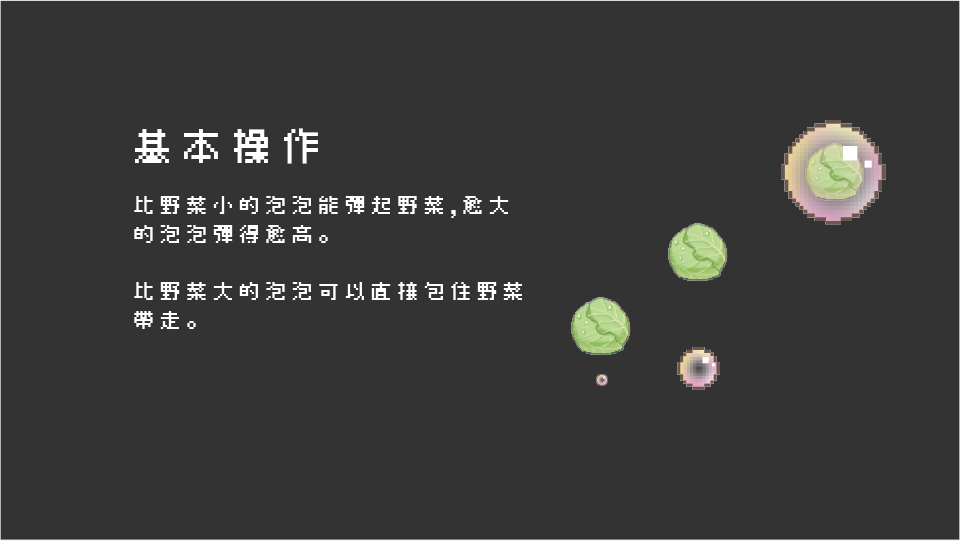 基本操作
比野菜小的泡泡能彈起野菜,愈大
的泡泡彈得愈高。
比野菜大的泡泡可以直接包住野菜
帶走。